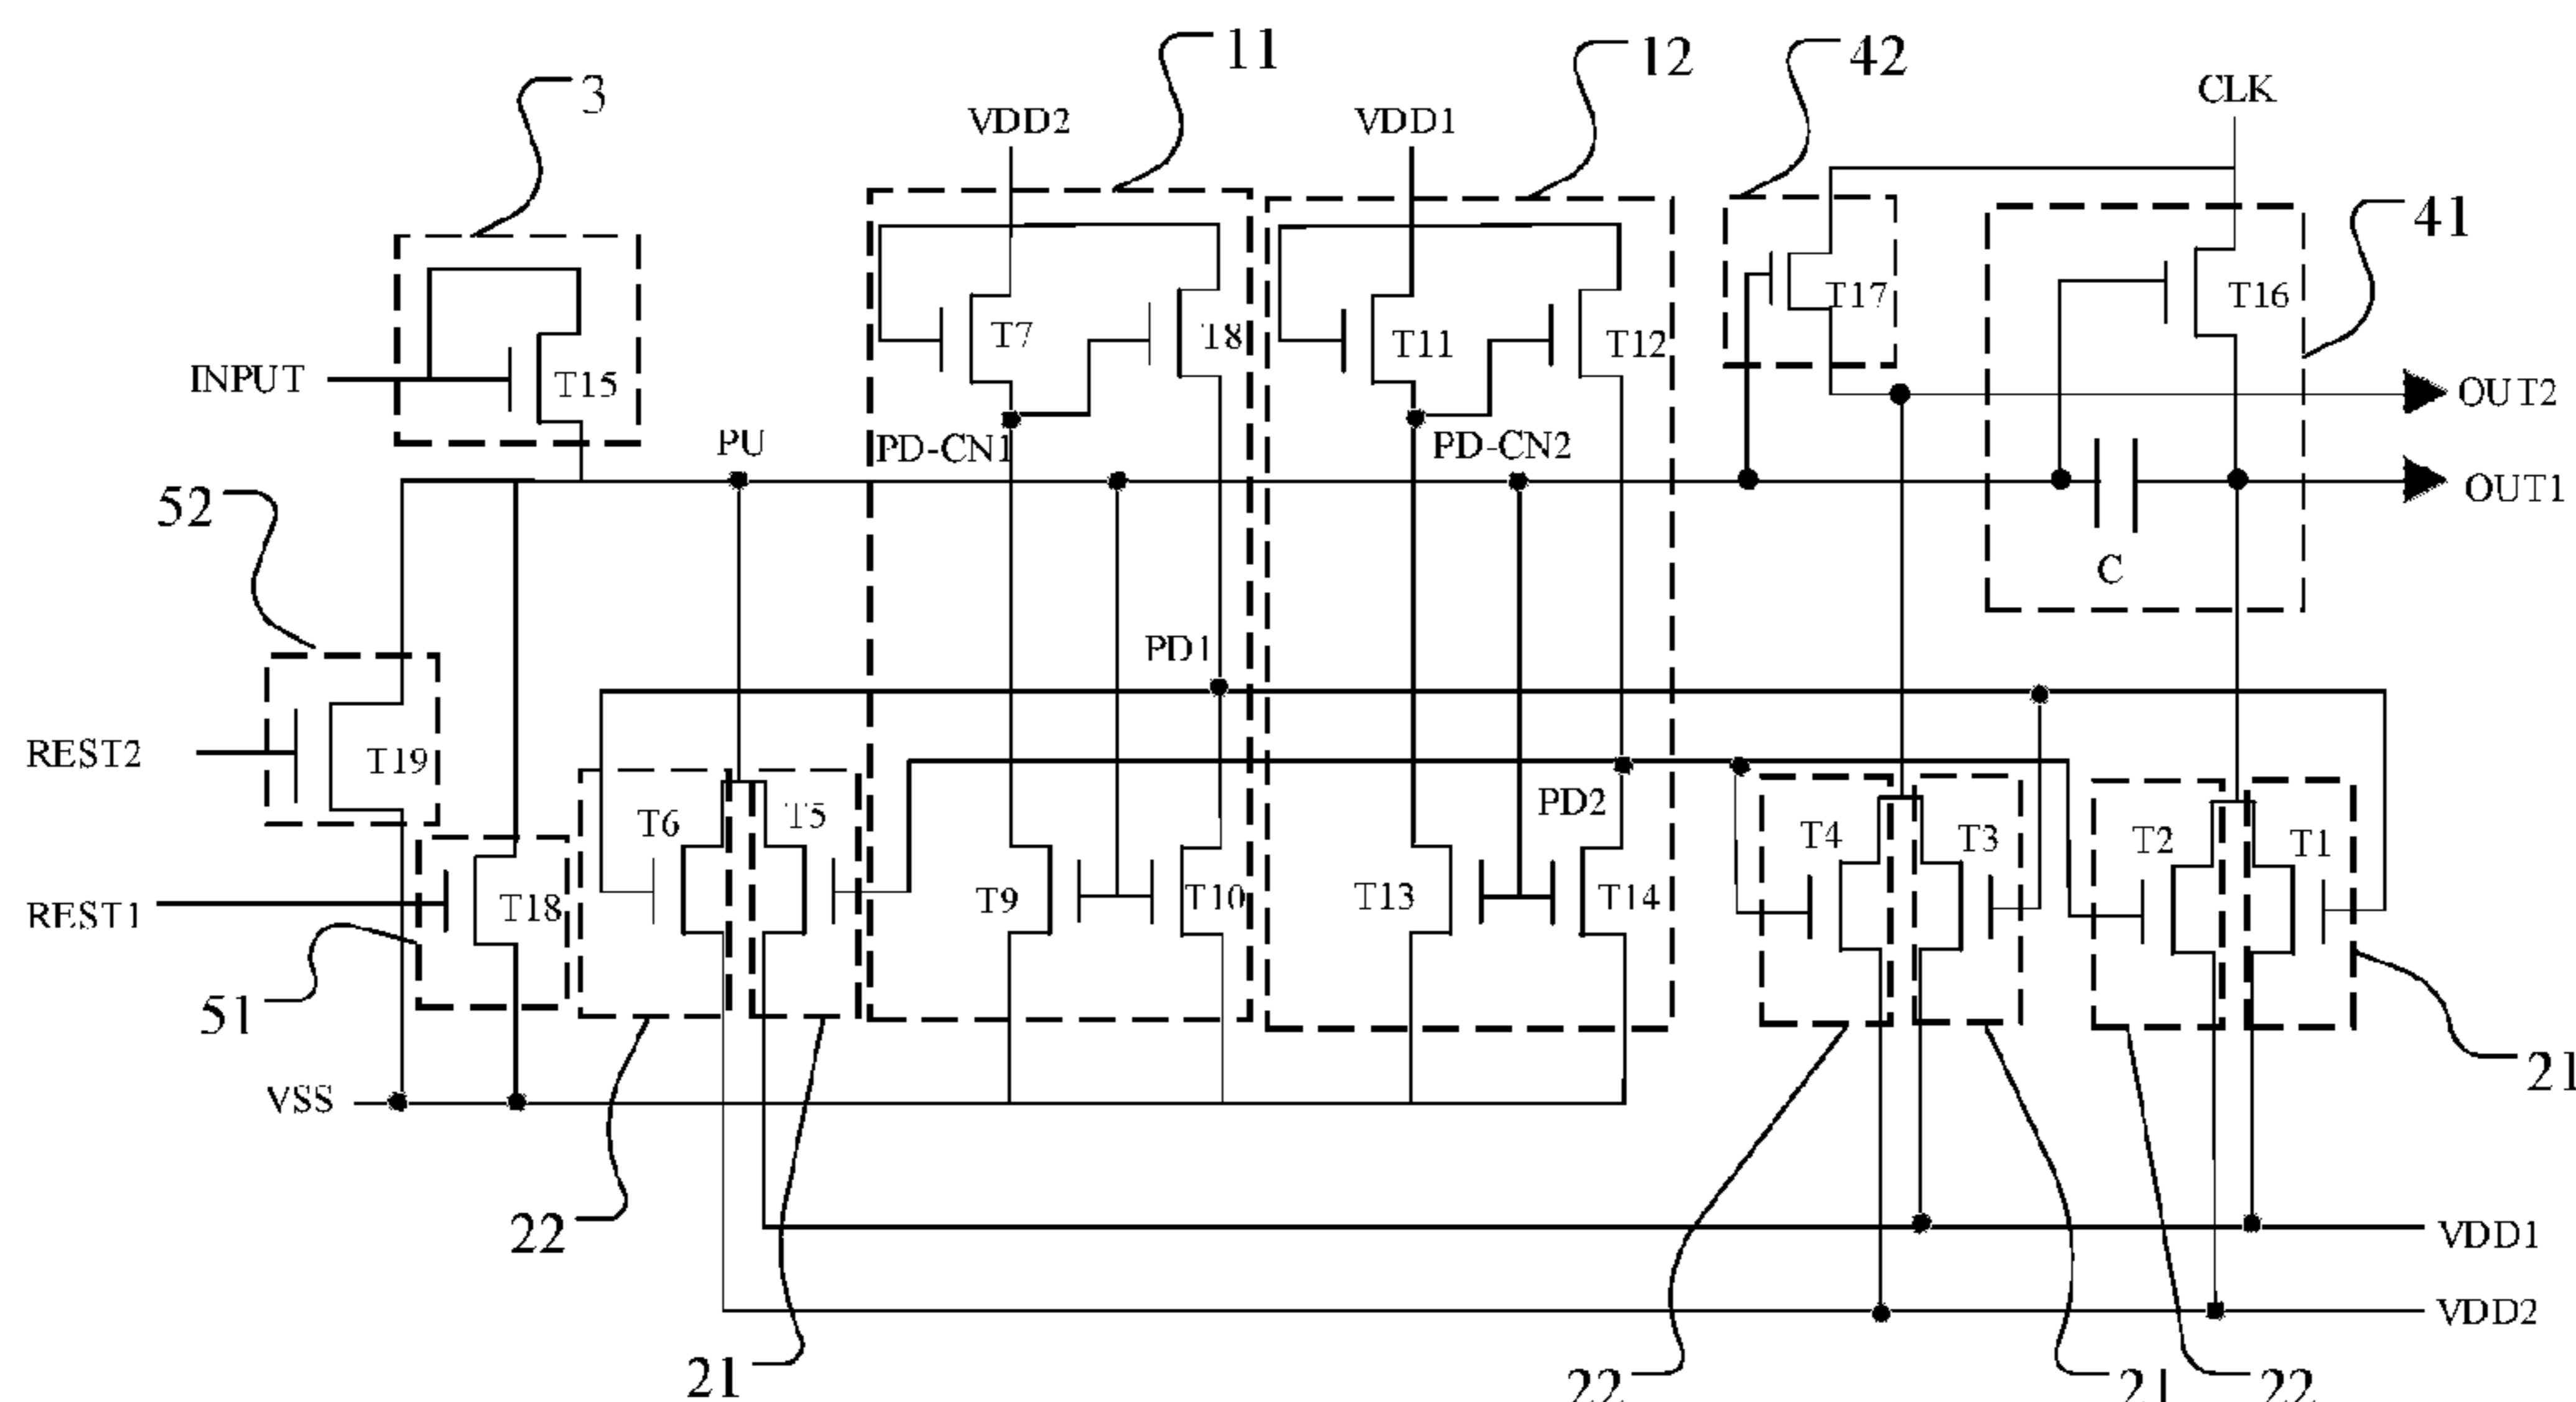 11
12
42
3
CLK
VDD2
VDD1
41
T17
T16
T7
T8
T11
T12
INPUT
T15
OUT2
PU
PD-CN1
PD-CN2
OUT1
52
C
PD1
REST2
T19
PD2
T6
T5
T4
T3
T2
T1
REST1
T18
T9
T10
T13
T14
51
21
VSS
22
VDD1
VDD2
21
22
21
22